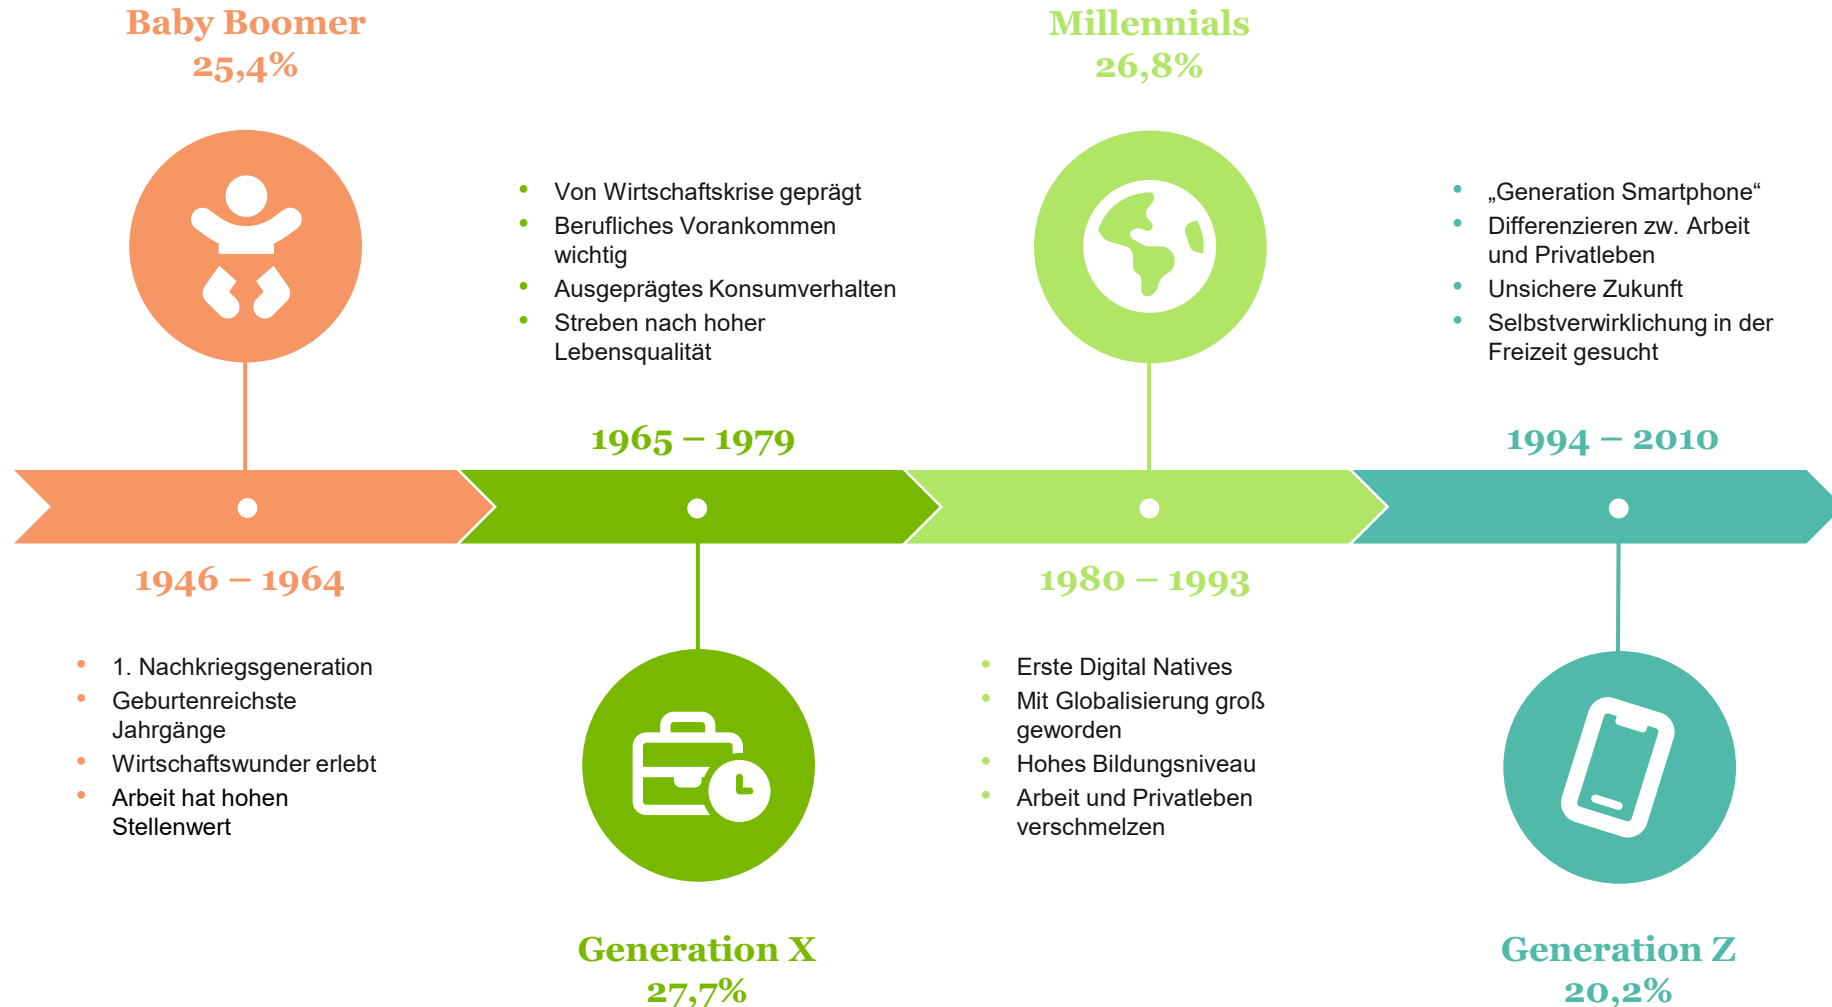 Baby Boomer
25,4%
1946 – 1964
• 1. Nachkriegsgeneration
• Geburtenreichste
Jahrgänge
• Wirtschaftswunder erlebt
• Arbeit hat hohen
Stellenwert
• Von Wirtschaftskrise geprägt
• Berufliches Vorankommen
wichtig
• Ausgeprägtes Konsumverhalten
• Streben nach hoher
Lebensqualität
1965 – 1979
Generation X
27,7%
Millennials
26,8%
1980 – 1993
• Erste Digital Natives
• Mit Globalisierung groß
geworden
• Hohes Bildungsniveau
• Arbeit und Privatleben
verschmelzen
• „Generation Smartphone“
• Differenzieren zw. Arbeit
und Privatleben
• Unsichere Zukunft
• Selbstverwirklichung in der
Freizeit gesucht
1994 – 2010
Generation Z
20,2%